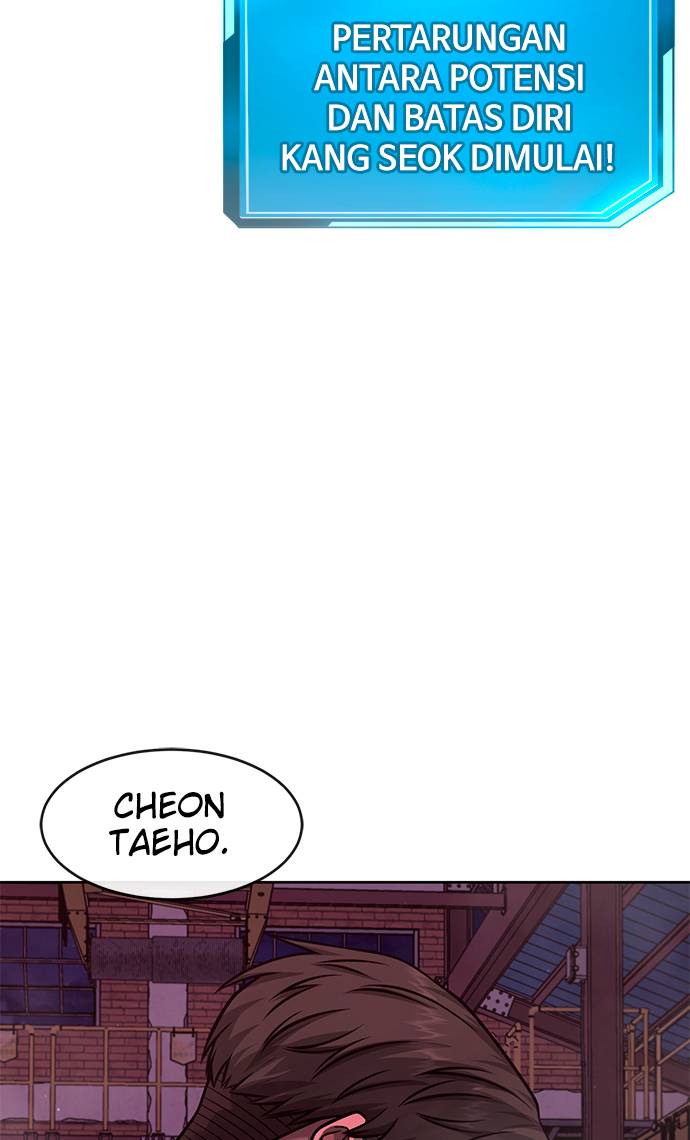 PERTARUNGAN
ANTARA POTENSI
DAN BATAS DIRI
KANG SEOK DIMULAI!
CHEON
TAEHO.